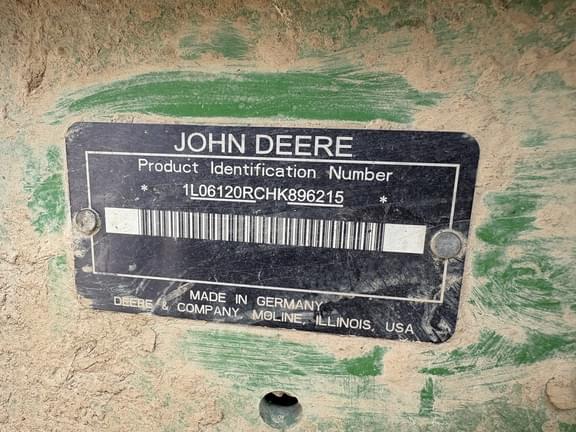 JOHN DEERE
Product Identification Number
* 1L06120RCHK896215 *
MADE IN GERMANY
DEERE & COMPANY, MOLINE, ILLINOIS, USA